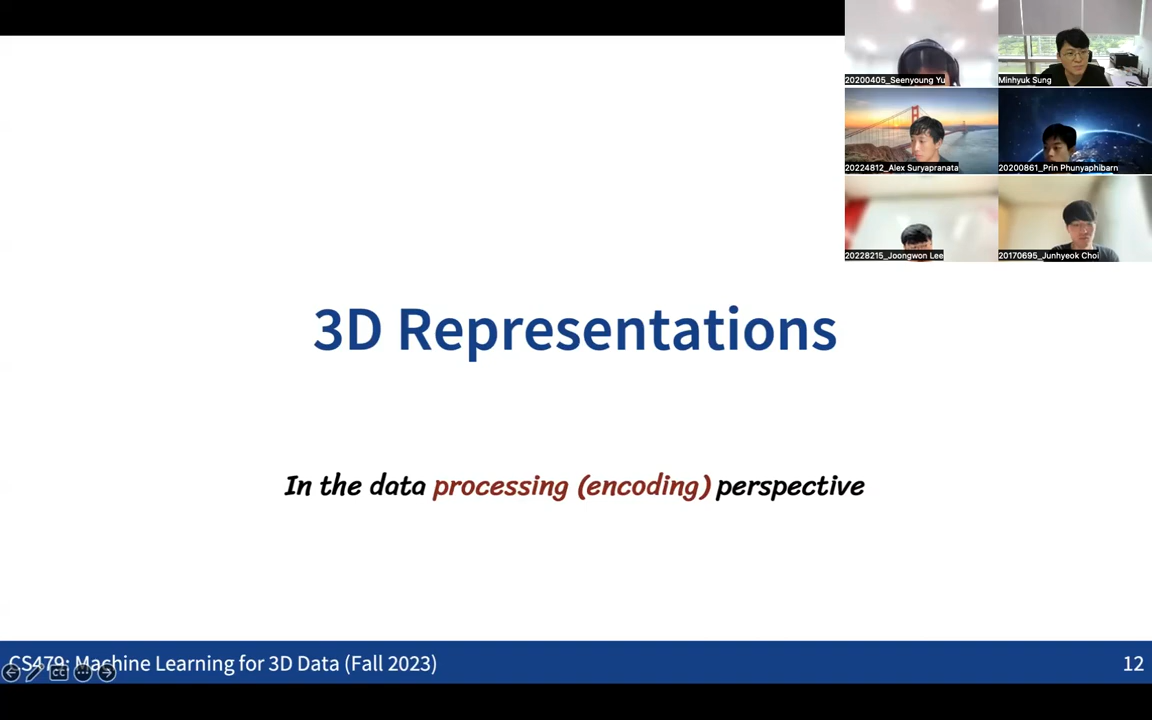 20200405_Seenyoung Yu
Minhyuk Sung
20224812_Alex Suryapranata
20200861_Prin Phunyaphibarn
20228215_Joongwon Lee
20170695_Junhyeok Choi
3D Representations
In the data processing (encoding) perspective
CS479: Machine Learning for 3D Data (Fall 2023)
12
CC